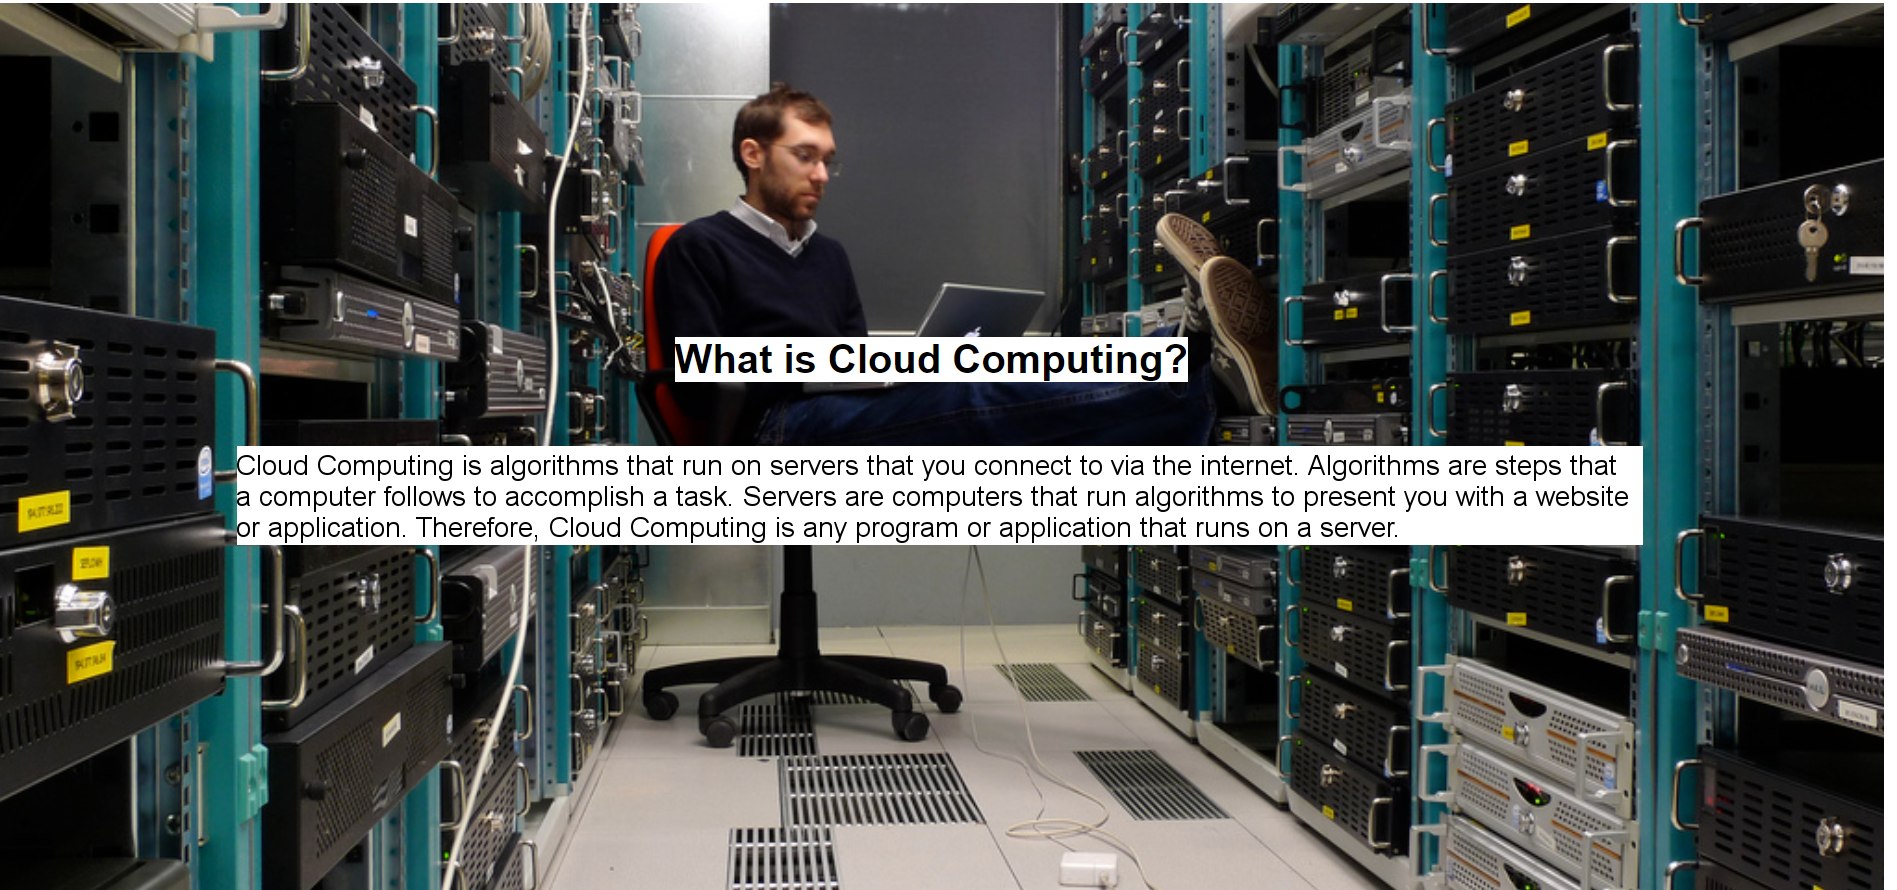 What is Cloud Computing?
Cloud Computing is algorithms that run on servers that you connect to via the internet. Algorithms are steps that
a computer follows to accomplish a task. Servers are computers that run algorithms to present you with a website
or application. Therefore, Cloud Computing is any program or application that runs on a server.